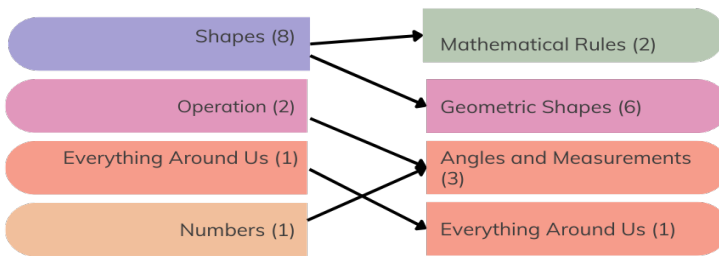 Shapes (8)
Operation (2)
Everything Around Us (1)
Numbers (1)
Mathematical Rules (2)
Geometric Shapes (6)
Angles and Measurements
(3)
Everything Around Us (1)